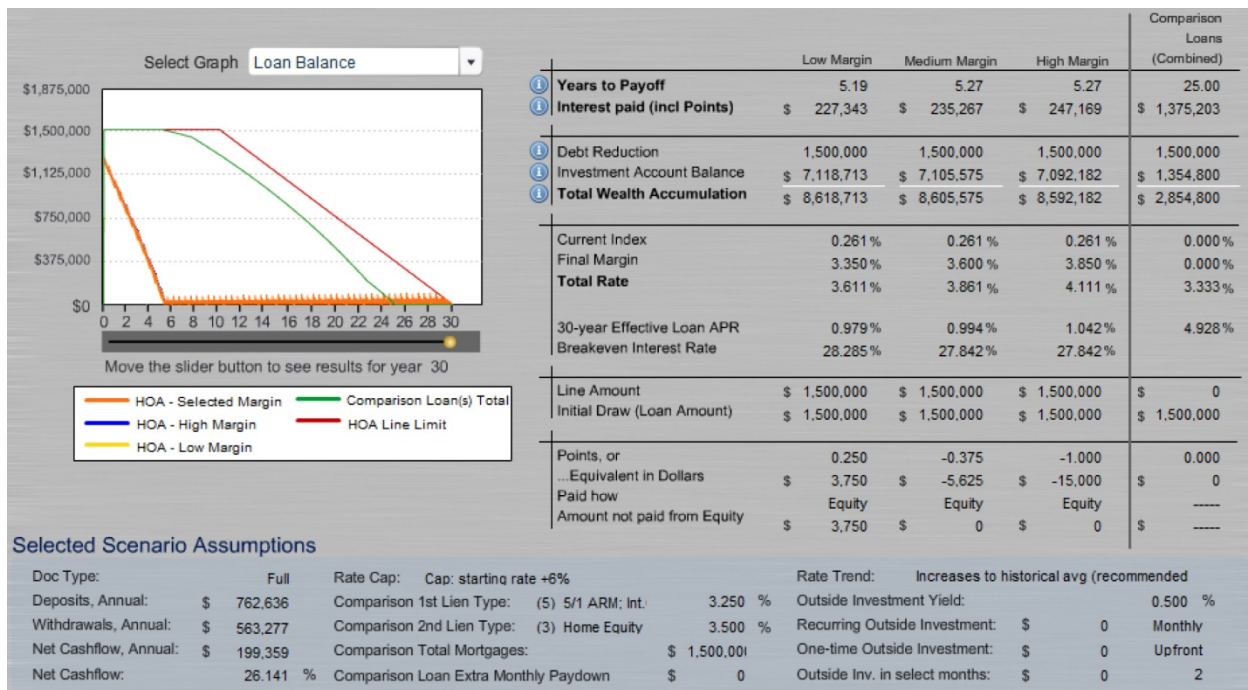 Select Graph Loan Balance
$1,875,000
$1,500,000
$1,125,000
$750,000
$375,000
$0
0 2 4 6 8 10 12 14 16 18 20 22 24 26 28 30
Move the slider button to see results for year 30
HOA - Selected Margin Comparison Loan(s) Total
HOA - High Margin HOA Line Limit
HOA - Low Margin
Comparison
Loans
Low Margin Medium Margin High Margin (Combined)
Years to Payoff 5.19 5.27 5.27 25.00
Interest paid (incl Points) $ 227,343 $ 235,267 $ 247,169 $ 1,375,203
Debt Reduction 1,500,000 1,500,000 1,500,000 1,500,000
Investment Account Balance $ 7,118,713 $ 7,105,575 $ 7,092,182 $ 1,354,800
Total Wealth Accumulation $ 8,618,713 $ 8,605,575 $ 8,592,182 $ 2,854,800
Current Index 0.261 % 0.261 % 0.261 % 0.000 %
Final Margin 3.350 % 3.600 % 3.850 % 0.000 %
Total Rate 3.611 % 3.861 % 4.111 % 3.333 %
30-year Effective Loan APR 0.979 % 0.994 % 1.042 % 4.928 %
Breakeven Interest Rate 28.285 % 27.842 % 27.842 %
Line Amount $ 1,500,000 $ 1,500,000 $ 1,500,000 $ 0
Initial Draw (Loan Amount) $ 1,500,000 $ 1,500,000 $ 1,500,000 $ 1,500,000
Points, or 0.250 -0.375 -1.000 0.000
...Equivalent in Dollars $ 3,750 $ -5,625 $ -15,000 $ 0
Paid how Equity Equity Equity -----
Amount not paid from Equity $ 3,750 $ 0 $ 0 $ -----
Selected Scenario Assumptions
Doc Type: Full Rate Cap: Cap: starting rate +6% Rate Trend: Increases to historical avg (recommended
Deposits, Annual: $ 762,636 Comparison 1st Lien Type: (5) 5/1 ARM; Int. 3.250 % Outside Investment Yield: 0.500 %
Withdrawals, Annual: $ 563,277 Comparison 2nd Lien Type: (3) Home Equity 3.500 % Recurring Outside Investment: $ 0 Monthly
Net Cashflow, Annual: $ 199,359 Comparison Total Mortgages: $ 1,500,00 One-time Outside Investment: $ 0 Upfront
Net Cashflow: 26.141 % Comparison Loan Extra Monthly Paydown $ 0 Outside Inv. in select months: $ 0 2